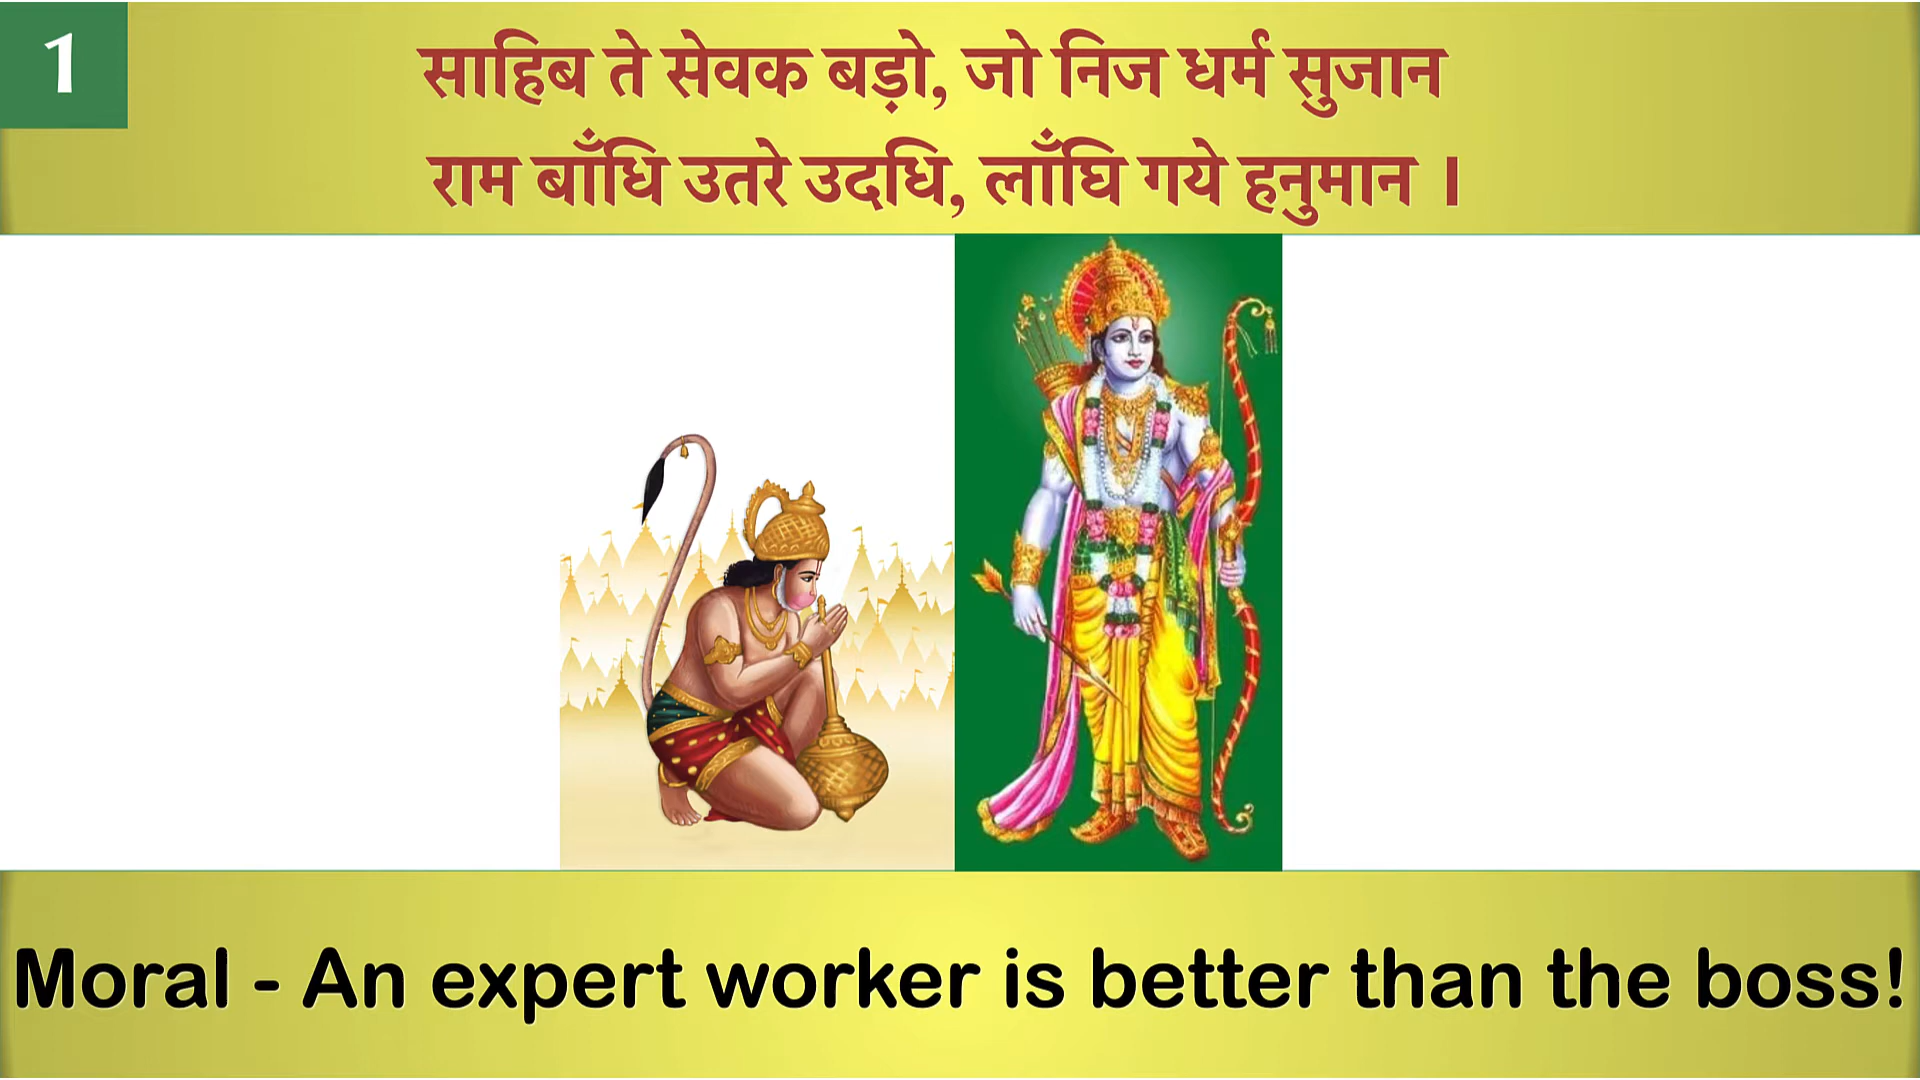 1
साहिब ते सेवक बड़ो, जो निज धर्म सुजान
राम बाँधि उतरे उदधि, लाँघि गये हनुमान ।
Moral - An expert worker is better than the boss!